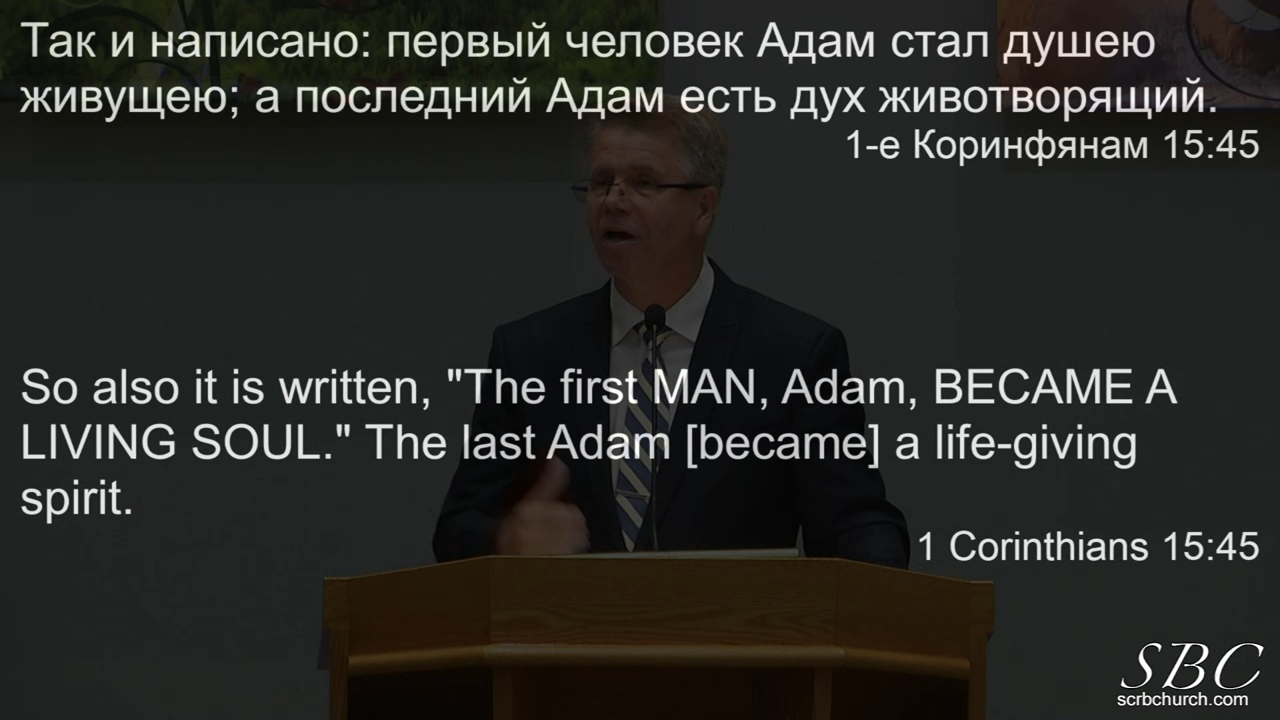 Так и написано: первый человек Адам стал душею
живущею; а последний Адам есть дух животворящий.
1-е Коринфянам 15:45
So also it is written, "The first MAN, Adam, BECAME A
LIVING SOUL." The last Adam [became] a life-giving
spirit.
1 Corinthians 15:45
SBC
scrbchurch.com